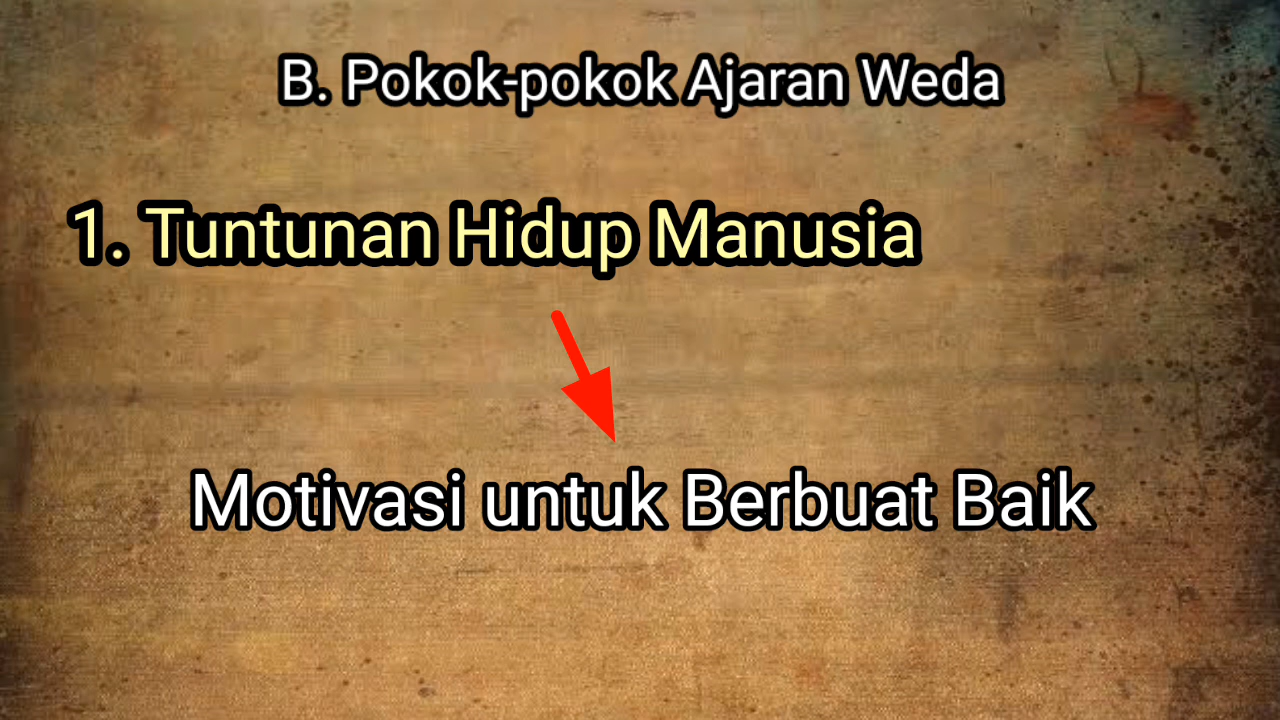 B. Pokok-pokok Ajaran Weda
1. Tuntunan Hidup Manusia
Motivasi untuk Berbuat Baik